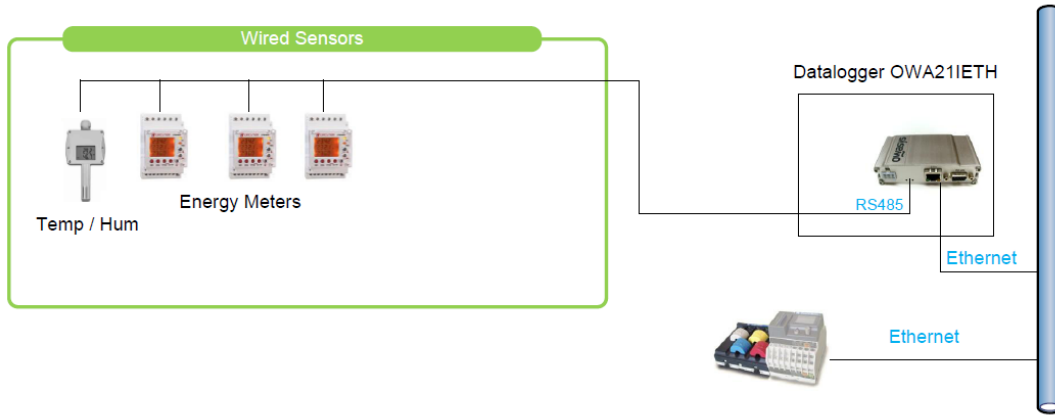 Wired Sensors
Datalogger OWA21IETH
RS485
Energy Meters
Temp / Hum
Ethernet
Ethernet